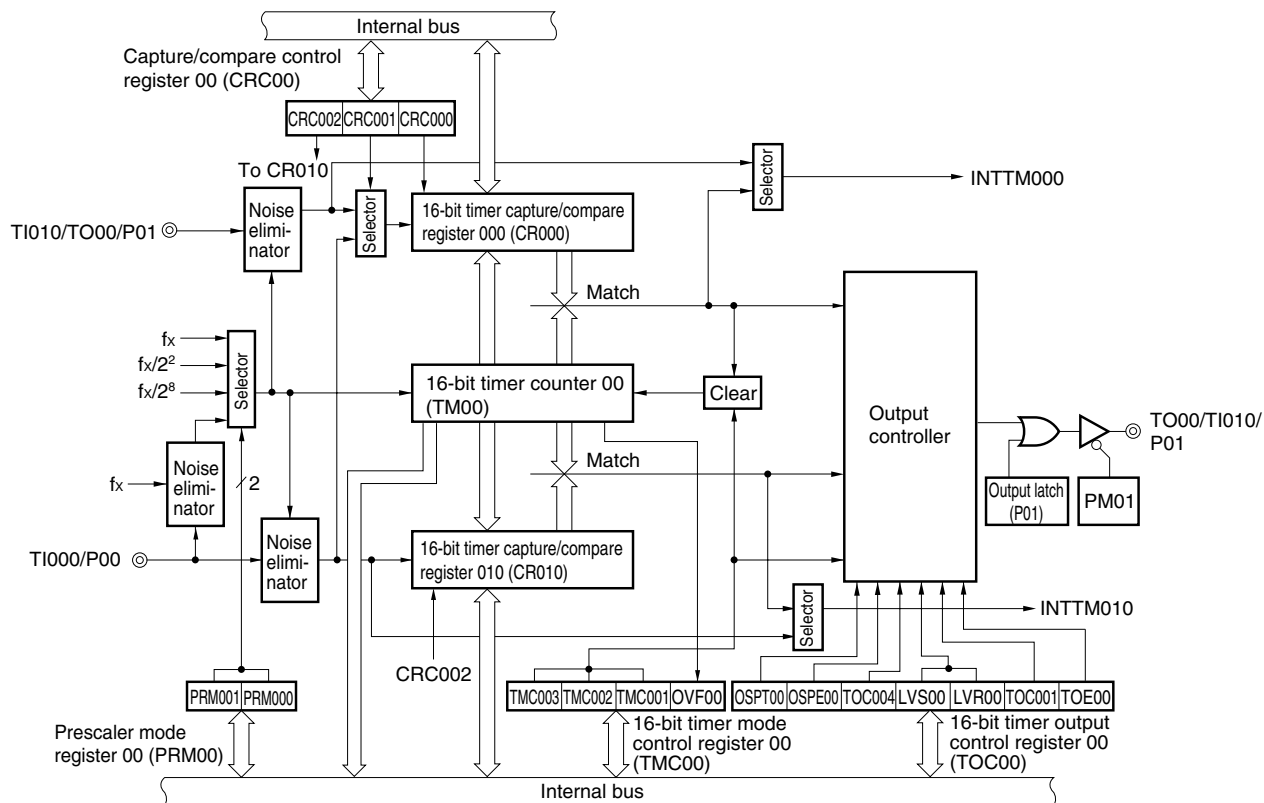 Internal bus
Capture/compare control
register 00 (CRC00)
CRC002 CRC001 CRC000
To CR010
Selector
INTTM000
TI010/TO00/P01
Noise
elimi-
nator
Selector
16-bit timer capture/compare
register 000 (CR000)
Match
fx
fx/2²
fx/2⁸
Selector
16-bit timer counter 00
(TM00)
Clear
Output
controller
TO00/TI010/
P01
Match
fx
Noise
elimi-
nator
2
Output latch
(P01)
PM01
TI000/P00
Noise
elimi-
nator
16-bit timer capture/compare
register 010 (CR010)
Selector
INTTM010
CRC002
PRM001 PRM000
TMC003 TMC002 TMC001 OVF00
OSPT00 OSPE00 TOC004 LVS00 LVR00 TOC001 TOE00
Prescaler mode
register 00 (PRM00)
16-bit timer mode
control register 00
(TMC00)
16-bit timer output
control register 00
(TOC00)
Internal bus